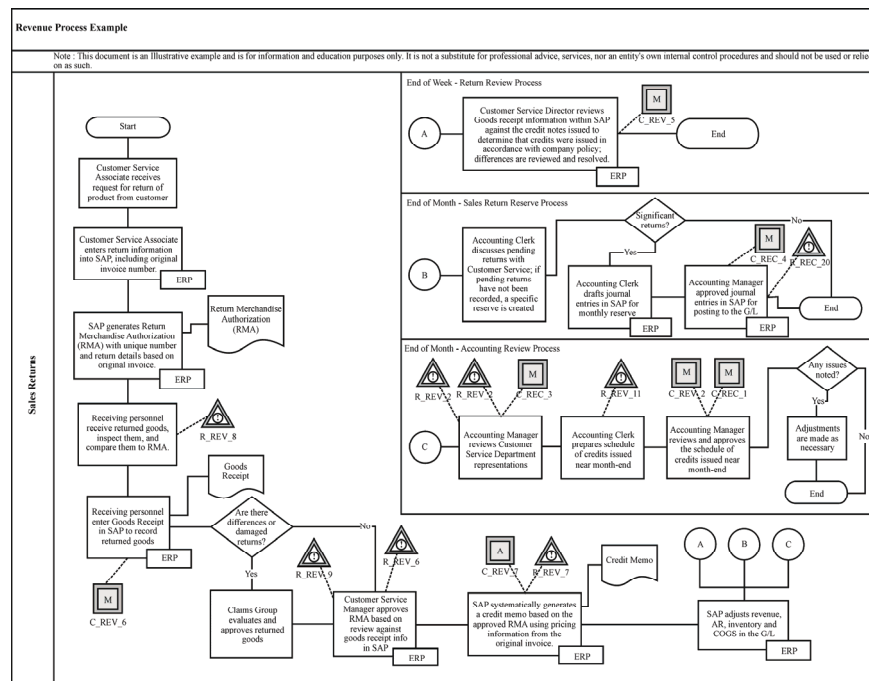 Revenue Process Example
Note : This document is an Illustrative example and is for information and education purposes only. It is not a substitute for professional advice, services, nor an entity's own internal control procedures and should not be used or relie
on as such.
Sales Returns
Start
Customer Service
Associate receives
request for return of
product from customer
Customer Service Associate
enters return information
into SAP, including original
invoice number.
ERP
SAP generates Return
Merchandise Authorization
(RMA) with unique number
and return details based on
original invoice.
ERP
Return Merchandise
Authorization
(RMA)
Receiving personnel
receive returned goods,
inspect them, and
compare them to RMA.
R_REV_8
Receiving personnel
enter Goods Receipt
in SAP to record
returned goods
ERP
Goods
Receipt
M
C_REV_6
Are there
differences or
damaged
returns?
No
Yes
Claims Group
evaluates and
approves returned
goods
R_REV_9
R_REV_6
Customer Service
Manager approves
RMA based on
review against
goods receipt info
in SAP
ERP
A
C_REV_7
R_REV_7
SAP systematically generates
a credit memo based on the
approved RMA using pricing
information from the
original invoice.
ERP
Credit Memo
A
B
C
SAP adjusts revenue,
AR, inventory and
COGS in the G/L
ERP
End of Week - Return Review Process
A
Customer Service Director reviews
Goods receipt information within SAP
against the credit notes issued to
determine that credits were issued in
accordance with company policy;
differences are reviewed and resolved.
ERP
M
C_REV_5
End
End of Month - Sales Return Reserve Process
B
Accounting Clerk
discusses pending
returns with
Customer Service; if
pending returns
have not been
recorded, a specific
reserve is created
Significant
returns?
No
Yes
Accounting Clerk
drafts journal
entries in SAP for
monthly reserve
ERP
M
C_REC_4
R_REC_20
Accounting Manager
approved journal
entries in SAP for
posting to the G/L
ERP
End
End of Month - Accounting Review Process
C
R_REV_2
R_REV_2
M
C_REC_3
Accounting Manager
reviews Customer
Service Department
representations
R_REV_11
Accounting Clerk
prepares schedule
of credits issued
near month-end
M
C_REV_2
M
C_REC_1
Accounting Manager
reviews and approves
the schedule of
credits issued near
month-end
Any issues
noted?
Yes
No
Adjustments
are made as
necessary
End